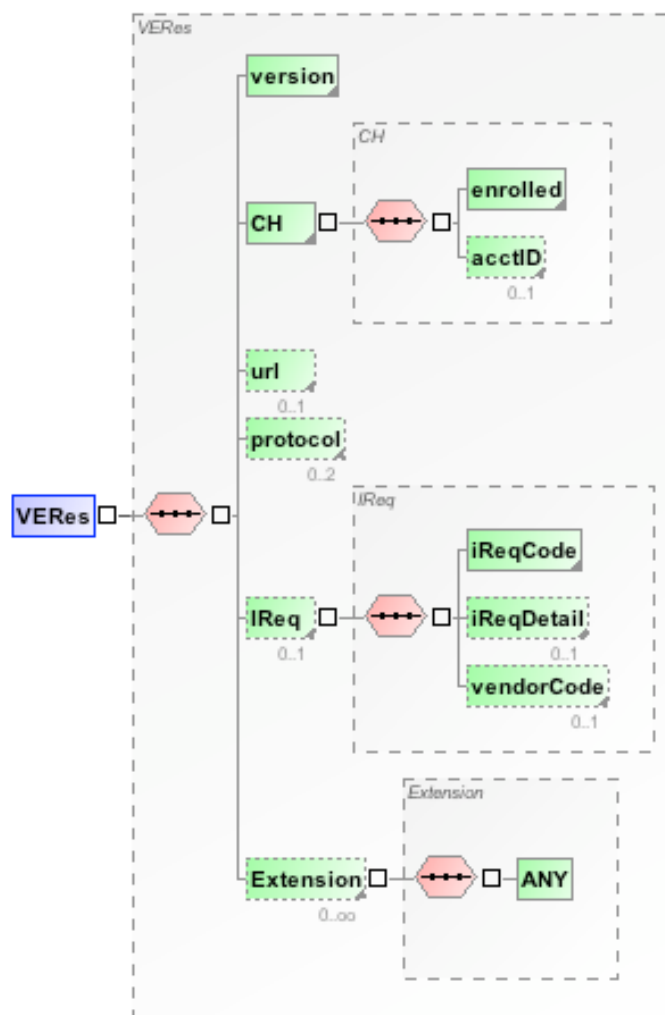 VERes
version
CH
CH
enrolled
acctID
0..1
url
0..1
protocol
0..2
VERes
IReq
IReq
0..1
iReqCode
iReqDetail
0..1
vendorCode
0..1
Extension
Extension
0..oo
ANY